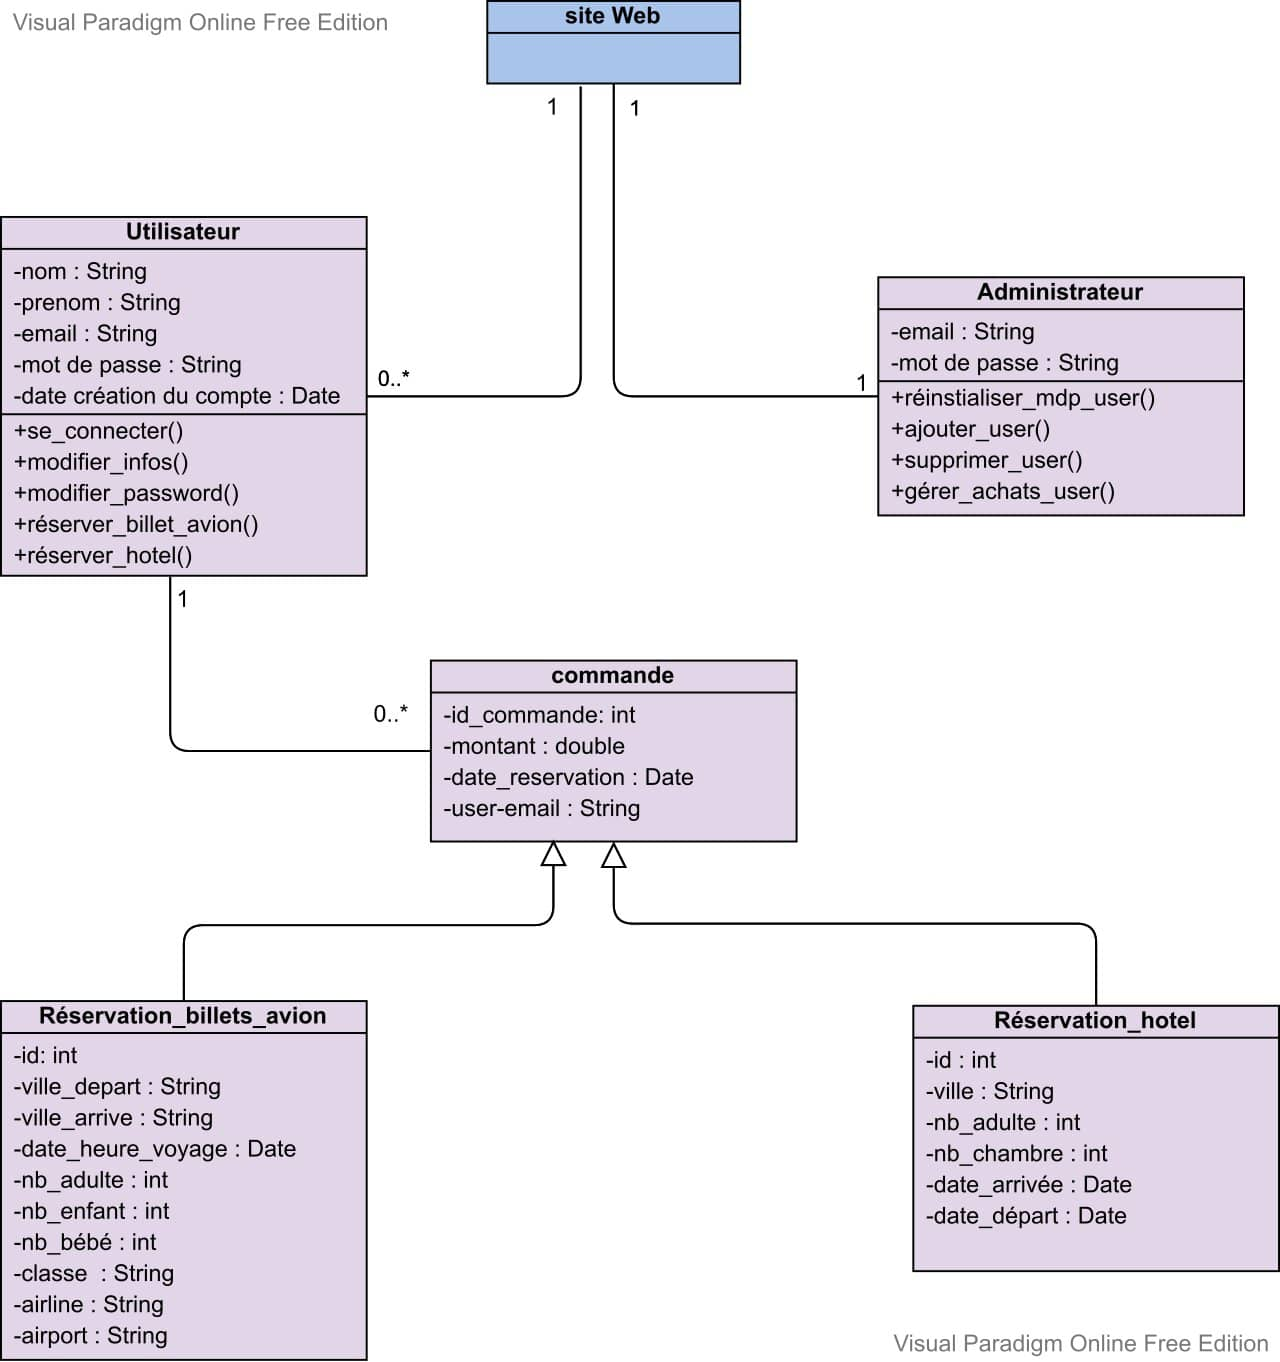 Visual Paradigm Online Free Edition
site Web
1
1
Utilisateur
-nom : String
-prenom : String
-email : String
-mot de passe : String
-date création du compte : Date
+se_connecter()
+modifier_infos()
+modifier_password()
+réserver_billet_avion()
+réserver_hotel()
0..*
1
Administrateur
-email : String
-mot de passe : String
+réinstialiser_mdp_user()
+ajouter_user()
+supprimer_user()
+gérer_achats_user()
1
0..*
commande
-id_commande: int
-montant : double
-date_reservation : Date
-user-email : String
Réservation_billets_avion
-id: int
-ville_depart : String
-ville_arrive : String
-date_heure_voyage : Date
-nb_adulte : int
-nb_enfant : int
-nb_bébé : int
-classe  : String
-airline : String
-airport : String
Réservation_hotel
-id : int
-ville : String
-nb_adulte : int
-nb_chambre : int
-date_arrivée : Date
-date_départ : Date
Visual Paradigm Online Free Edition